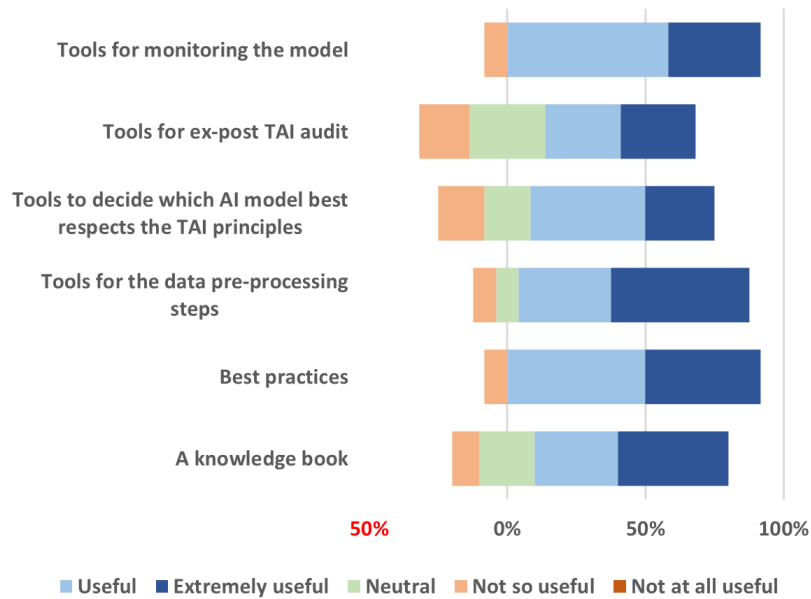 Tools for monitoring the model
Tools for ex-post TAI audit
Tools to decide which AI model best
respects the TAI principles
Tools for the data pre-processing
steps
Best practices
A knowledge book
50% 0% 50% 100%
Useful Extremely useful Neutral Not so useful Not at all useful